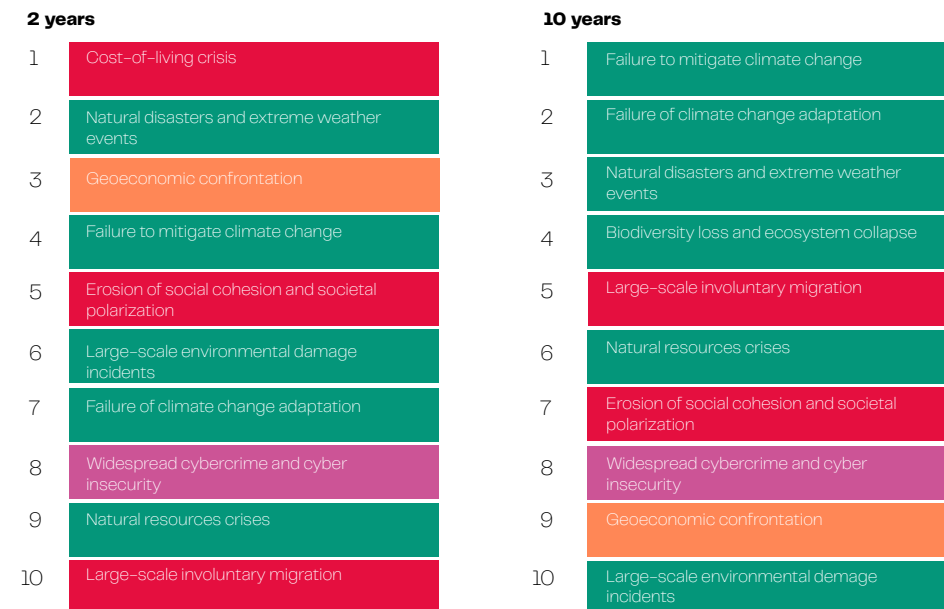 2 years
1
Cost-of-living crisis
2
Natural disasters and extreme weather
events
3
Geoeconomic confrontation
4
Failure to mitigate climate change
5
Erosion of social cohesion and societal
polarization
6
Large-scale environmental damage
incidents
7
Failure of climate change adaptation
8
Widespread cybercrime and cyber
insecurity
9
Natural resources crises
10
Large-scale involuntary migration
10 years
1
Failure to mitigate climate change
2
Failure of climate change adaptation
3
Natural disasters and extreme weather
events
4
Biodiversity loss and ecosystem collapse
5
Large-scale involuntary migration
6
Natural resources crises
7
Erosion of social cohesion and societal
polarization
8
Widespread cybercrime and cyber
insecurity
9
Geoeconomic confrontation
10
Large-scale environmental demage
incidents